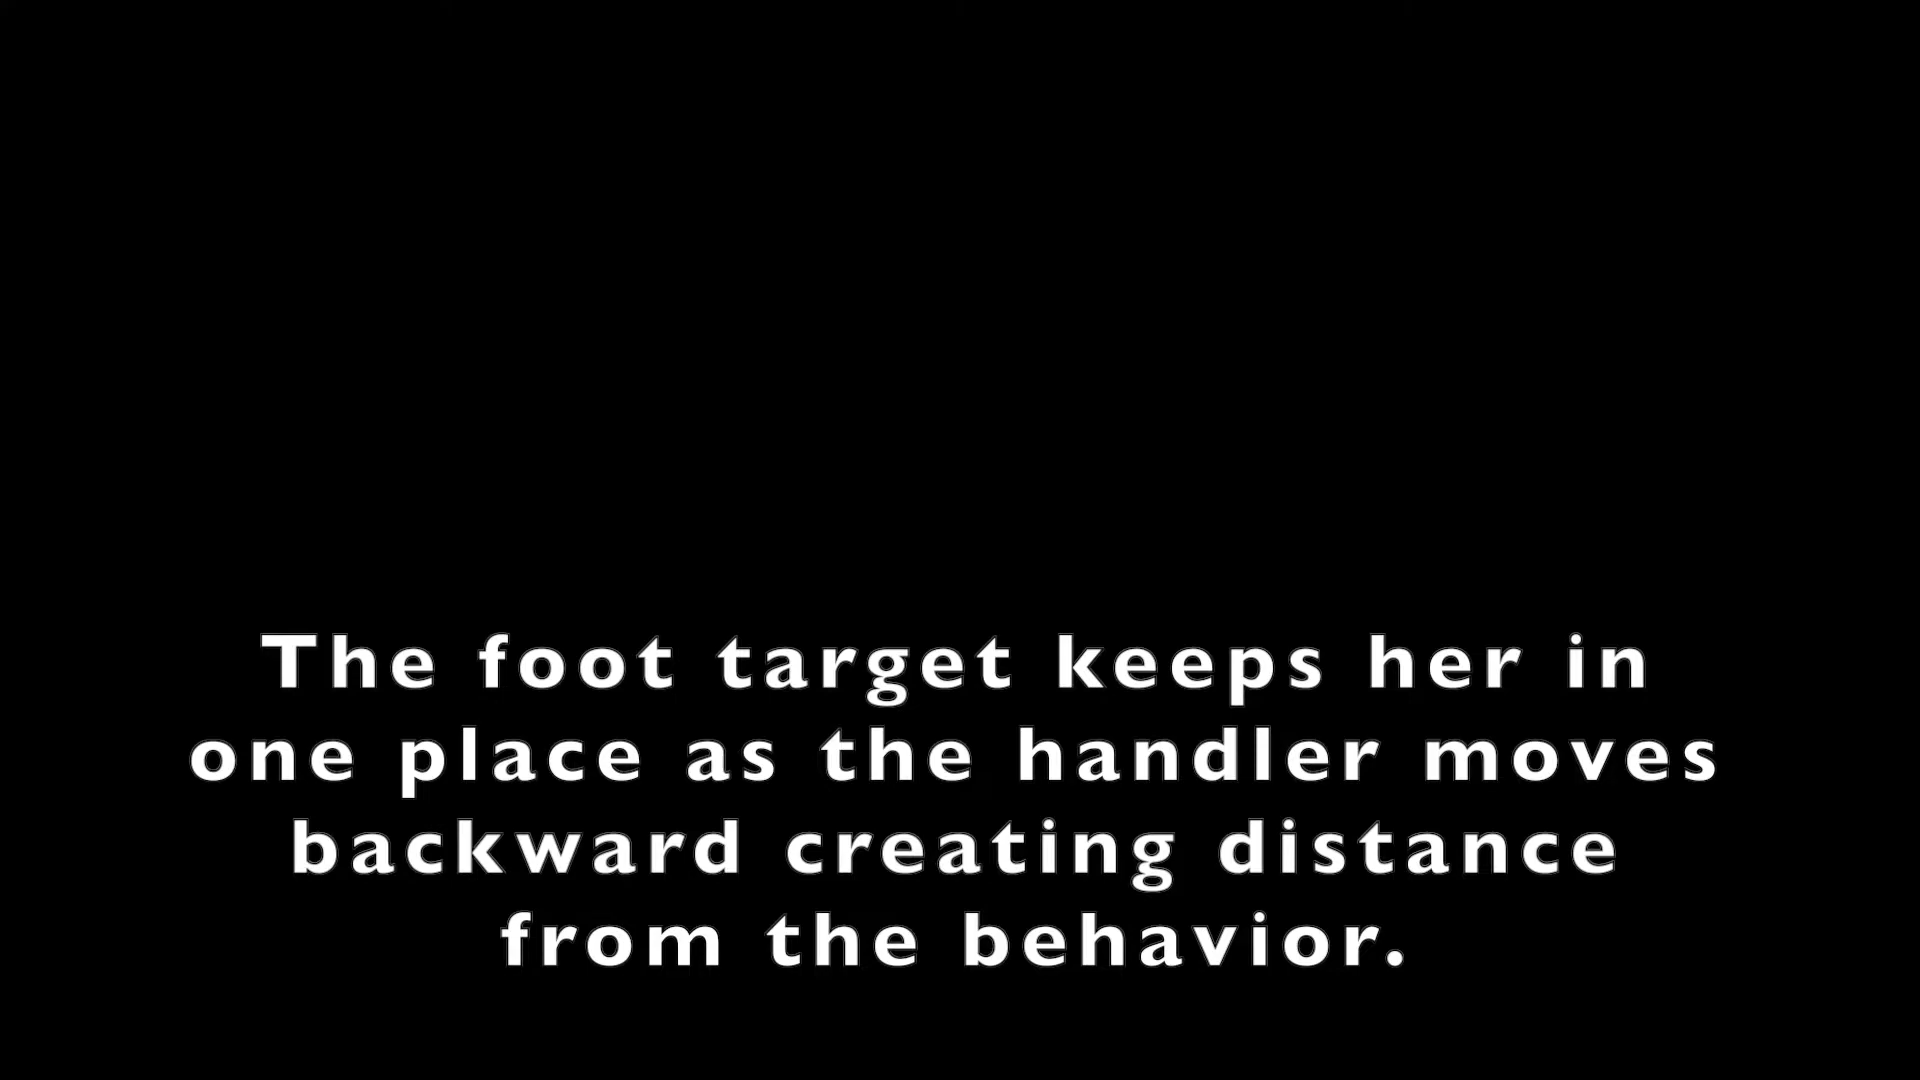 The foot target keeps her in
one place as the handler moves
backward creating distance
from the behavior.